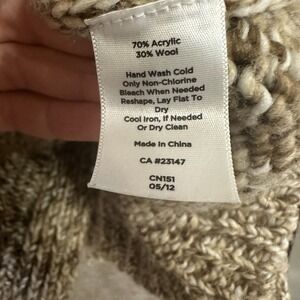 70% Acrylic
30% Wool
Hand Wash Cold
Only Non-Chlorine
Bleach When Needed
Reshape, Lay Flat To
Dry
Cool Iron, If Needed
Or Dry Clean
Made In China
CA #23147
CN151
05/12